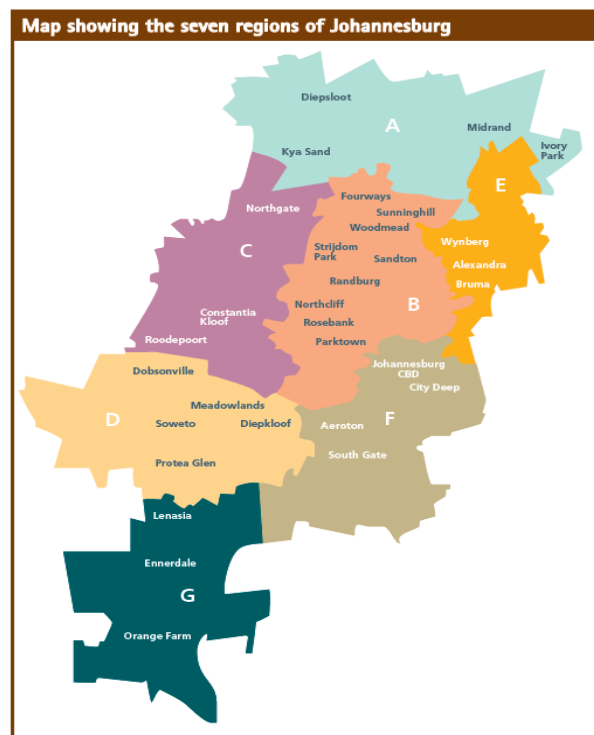 Map showing the seven regions of Johannesburg
Diepsloot
A
Midrand
Ivory
Park
Kya Sand
E
Fourways
Northgate
Sunninghill
Woodmead
Wynberg
C
Strijdom
Park
Sandton
Alexandra
Randburg
Bruma
Northcliff
B
Constantia
Kloof
Rosebank
Roodepoort
Parktown
Johannesburg
CBD
Dobsonville
City Deep
Meadowlands
D
Soweto
Diepkloof
Aeroton
F
South Gate
Protea Glen
Lenasia
Ennerdale
G
Orange Farm